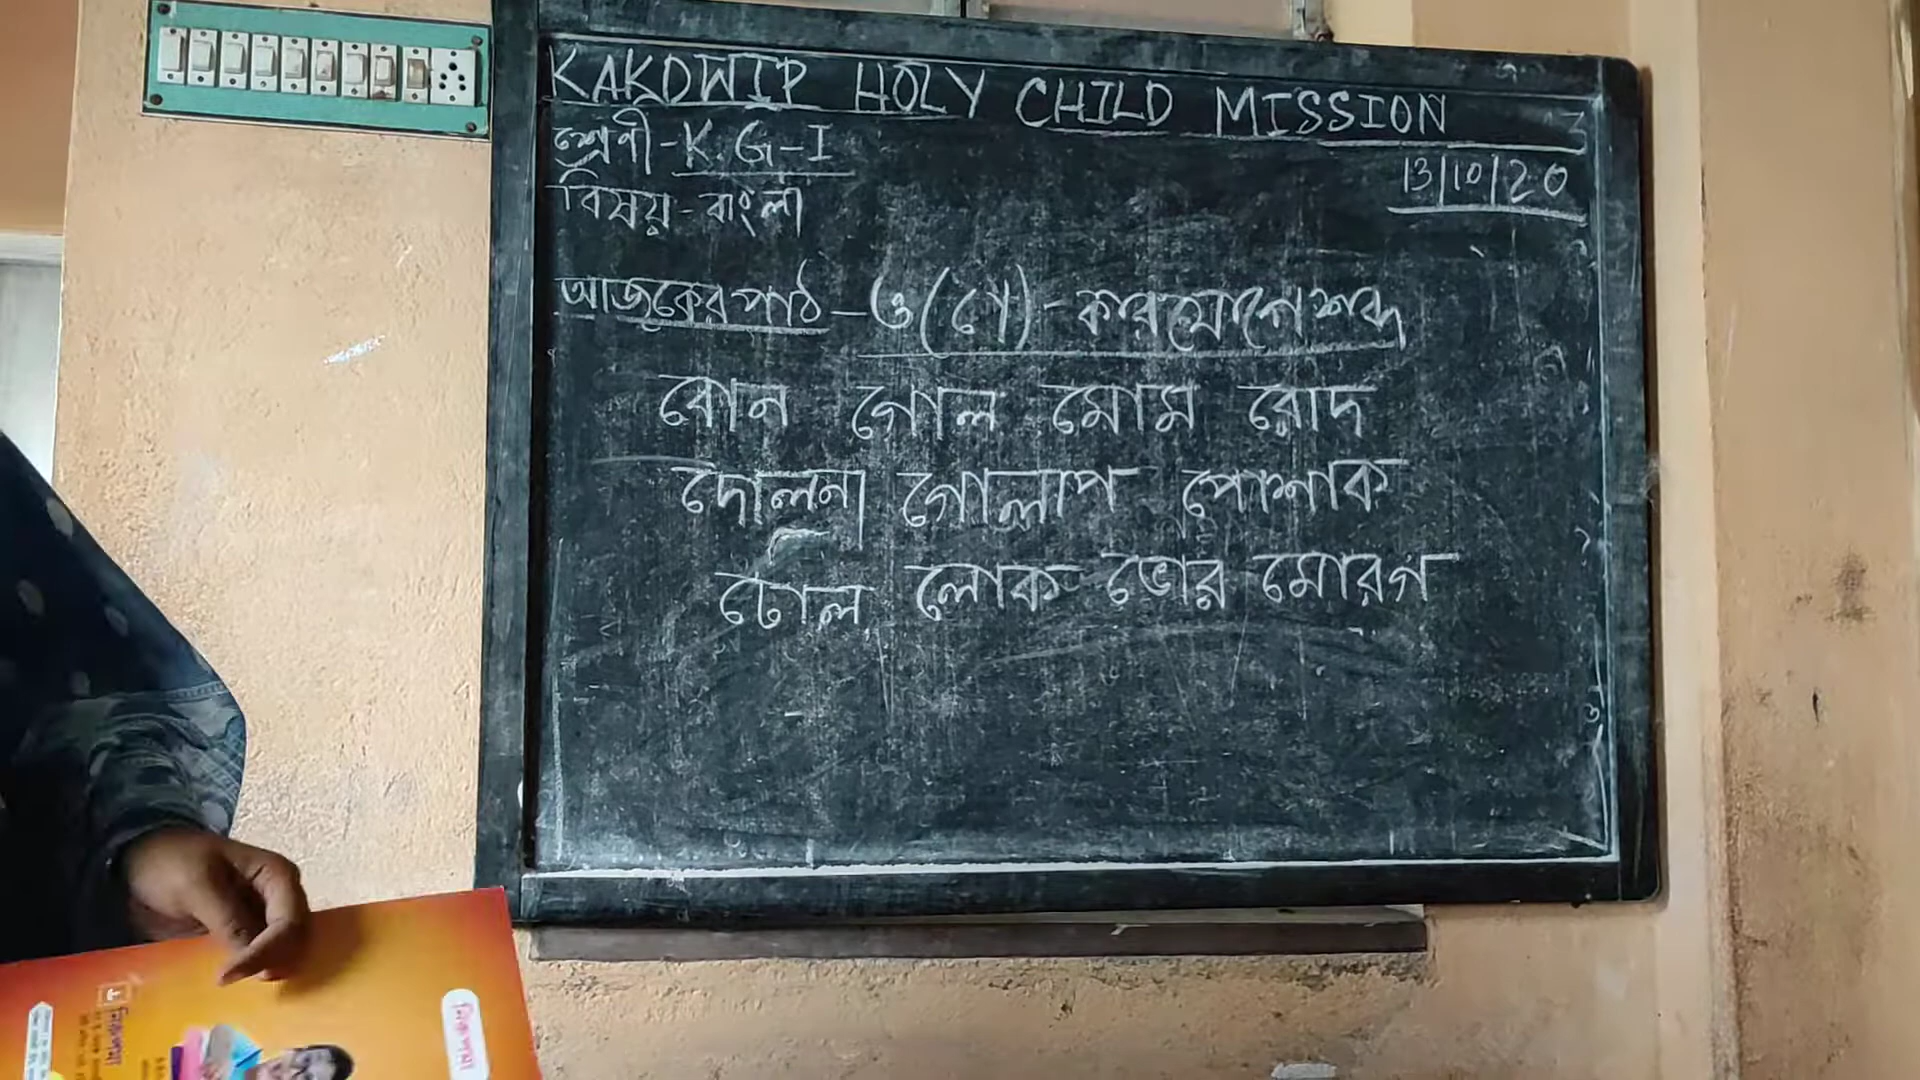 KAKDWIP HOLY CHILD MISSION
শ্রেণী-K.G-I
13/10/20
বিষয়-বাংলা
আজকের পাঠ-ও(ো)-কার যোগে শব্দ
বোন গোল মোম রোদ
দোলনা গোলাপ পোশাক
ঢোল লোক ভোর মোরগ